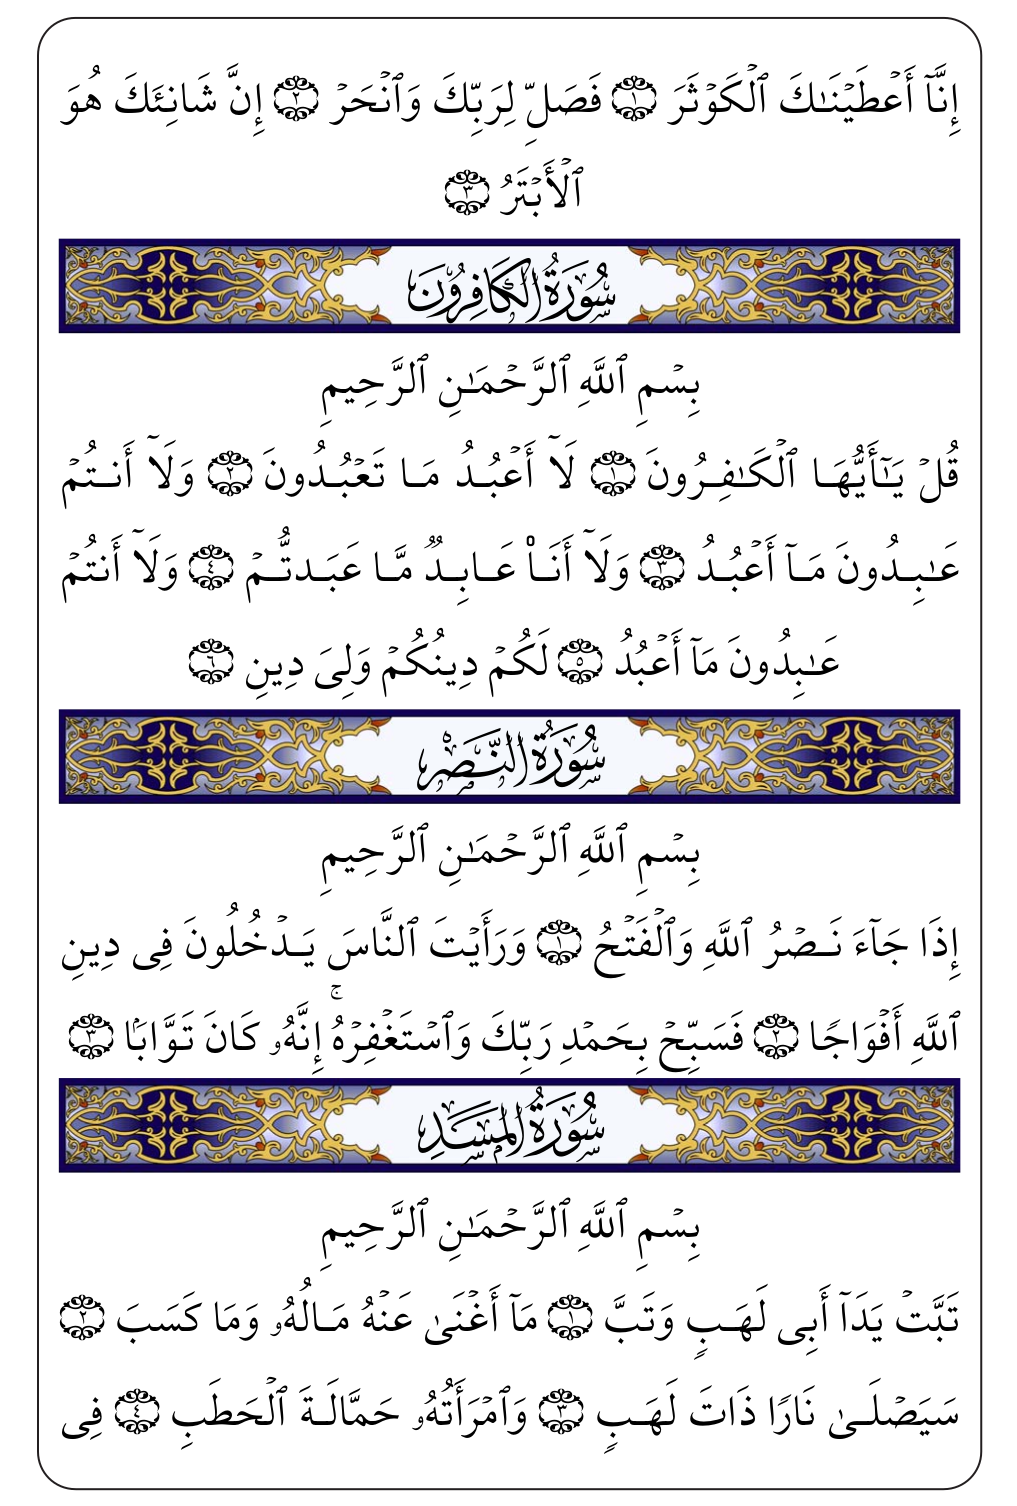 إِنَّآ أَعۡطَيۡنَٰكَ ٱلۡكَوۡثَرَ ١ فَصَلِّ لِرَبِّكَ وَٱنۡحَرۡ ٢ إِنَّ شَانِئَكَ هُوَ
ٱلۡأَبۡتَرُ ٣
سُورَةُ الكَافِرُونَ
بِسۡمِ ٱللَّهِ ٱلرَّحۡمَٰنِ ٱلرَّحِيمِ
قُلۡ يَٰٓأَيُّهَا ٱلۡكَٰفِرُونَ ١ لَآ أَعۡبُدُ مَا تَعۡبُدُونَ ٢ وَلَآ أَنتُمۡ
عَٰبِدُونَ مَآ أَعۡبُدُ ٣ وَلَآ أَنَا۠ عَابِدٞ مَّا عَبَدتُّمۡ ٤ وَلَآ أَنتُمۡ
عَٰبِدُونَ مَآ أَعۡبُدُ ٥ لَكُمۡ دِينُكُمۡ وَلِيَ دِينِ ٦
سُورَةُ النَّصۡرِ
بِسۡمِ ٱللَّهِ ٱلرَّحۡمَٰنِ ٱلرَّحِيمِ
إِذَا جَآءَ نَصۡرُ ٱللَّهِ وَٱلۡفَتۡحُ ١ وَرَأَيۡتَ ٱلنَّاسَ يَدۡخُلُونَ فِي دِينِ
ٱللَّهِ أَفۡوَاجٗا ٢ فَسَبِّحۡ بِحَمۡدِ رَبِّكَ وَٱسۡتَغۡفِرۡهُۚ إِنَّهُۥ كَانَ تَوَّابَۢا ٣
سُورَةُ المَسَدِ
بِسۡمِ ٱللَّهِ ٱلرَّحۡمَٰنِ ٱلرَّحِيمِ
تَبَّتۡ يَدَآ أَبِي لَهَبٖ وَتَبَّ ١ مَآ أَغۡنَىٰ عَنۡهُ مَالُهُۥ وَمَا كَسَبَ ٢
سَيَصۡلَىٰ نَارٗا ذَاتَ لَهَبٖ ٣ وَٱمۡرَأَتُهُۥ حَمَّالَةَ ٱلۡحَطَبِ ٤ فِي